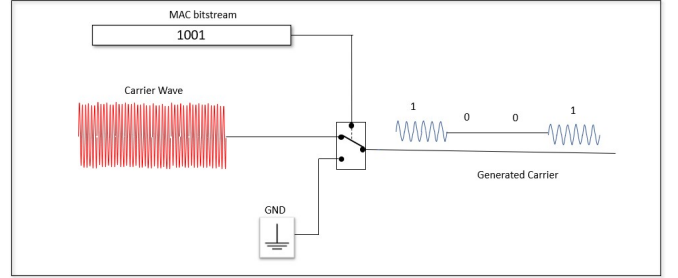 MAC bitstream
1001
Carrier Wave
1
0
0
1
Generated Carrier
GND